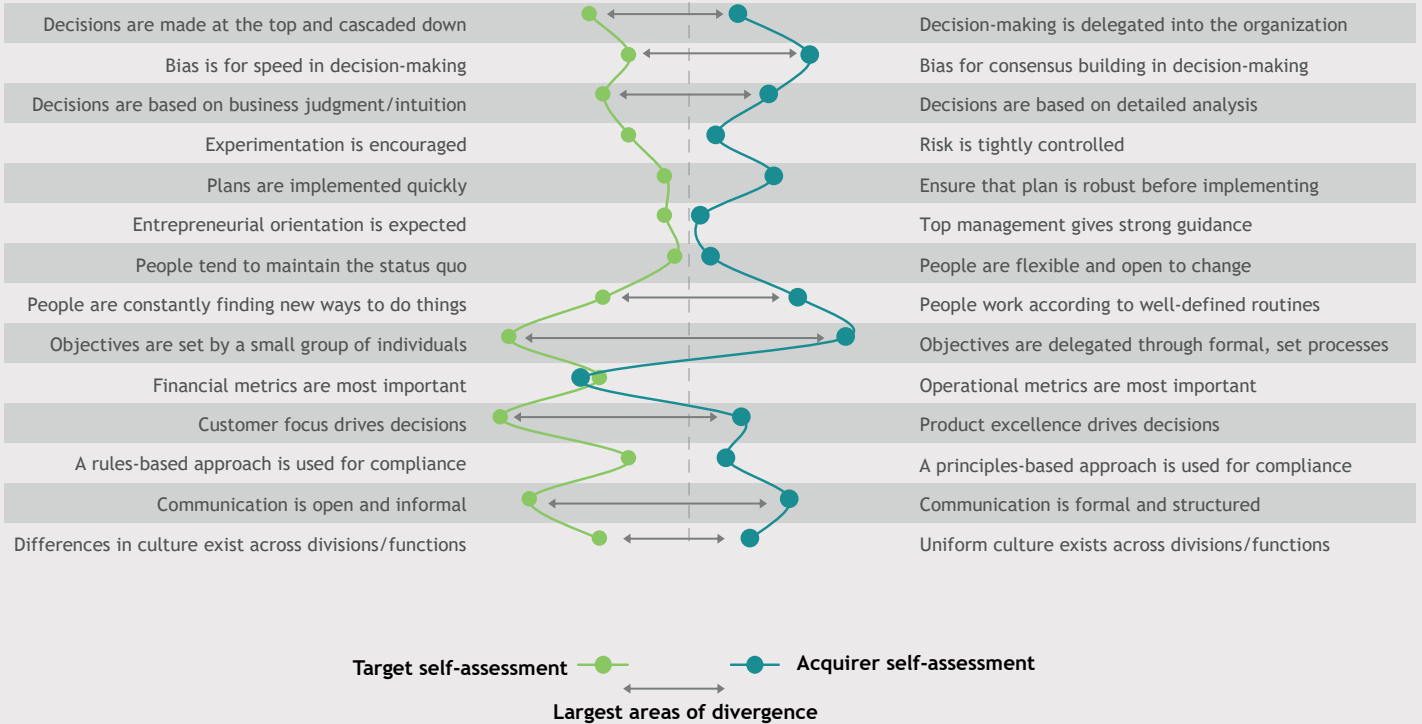 Decisions are made at the top and cascaded down
Decision-making is delegated into the organization
Bias is for speed in decision-making
Bias for consensus building in decision-making
Decisions are based on business judgment/intuition
Decisions are based on detailed analysis
Experimentation is encouraged
Risk is tightly controlled
Plans are implemented quickly
Ensure that plan is robust before implementing
Entrepreneurial orientation is expected
Top management gives strong guidance
People tend to maintain the status quo
People are flexible and open to change
People are constantly finding new ways to do things
People work according to well-defined routines
Objectives are set by a small group of individuals
Objectives are delegated through formal, set processes
Financial metrics are most important
Operational metrics are most important
Customer focus drives decisions
Product excellence drives decisions
A rules-based approach is used for compliance
A principles-based approach is used for compliance
Communication is open and informal
Communication is formal and structured
Differences in culture exist across divisions/functions
Uniform culture exists across divisions/functions
Target self-assessment
Acquirer self-assessment
Largest areas of divergence